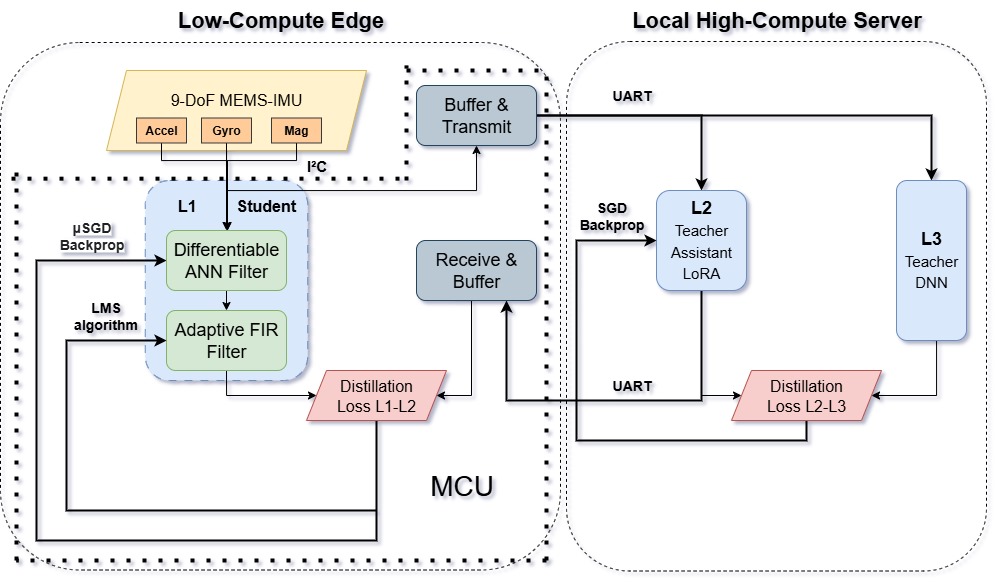 Low-Compute Edge
Local High-Compute Server
9-DoF MEMS-IMU
Accel
Gyro
Mag
I²C
Buffer &
Transmit
UART
L1
Student
µSGD
Backprop
Differentiable
ANN Filter
LMS
algorithm
Adaptive FIR
Filter
Receive &
Buffer
Distillation
Loss L1-L2
MCU
SGD
Backprop
L2
Teacher
Assistant
LoRA
L3
Teacher
DNN
UART
Distillation
Loss L2-L3